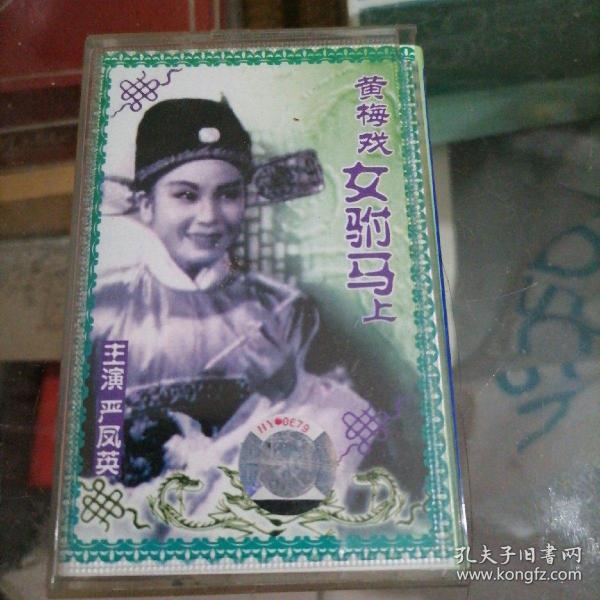 黄梅戏
女驸马上
主演 严凤英
孔夫子旧书网
www.kongfz.com